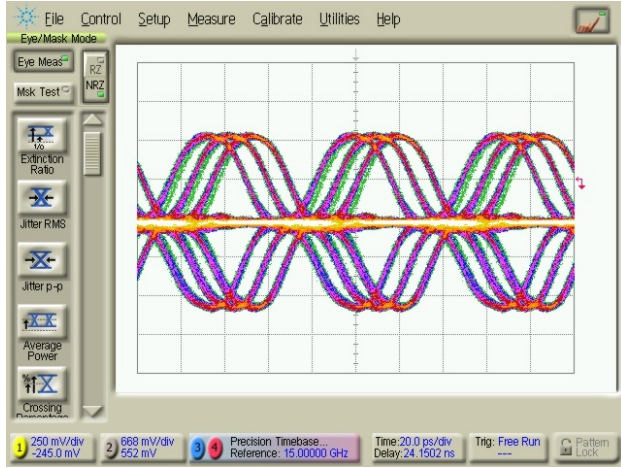 File Control Setup Measure Calibrate Utilities Help
Eye/Mask Mode
Eye Meas
RZ
NRZ
Msk Test
1/0
Extinction
Ratio
Jitter RMS
Jitter p-p
Average
Power
Crossing
1 250 mV/div
-245.0 mV
2 668 mV/div
552 mV
3 4 Precision Timebase...
Reference: 15.00000 GHz
Time:20.0 ps/div
Delay:24.1502 ns
Trig: Free Run
---
Pattern
Lock